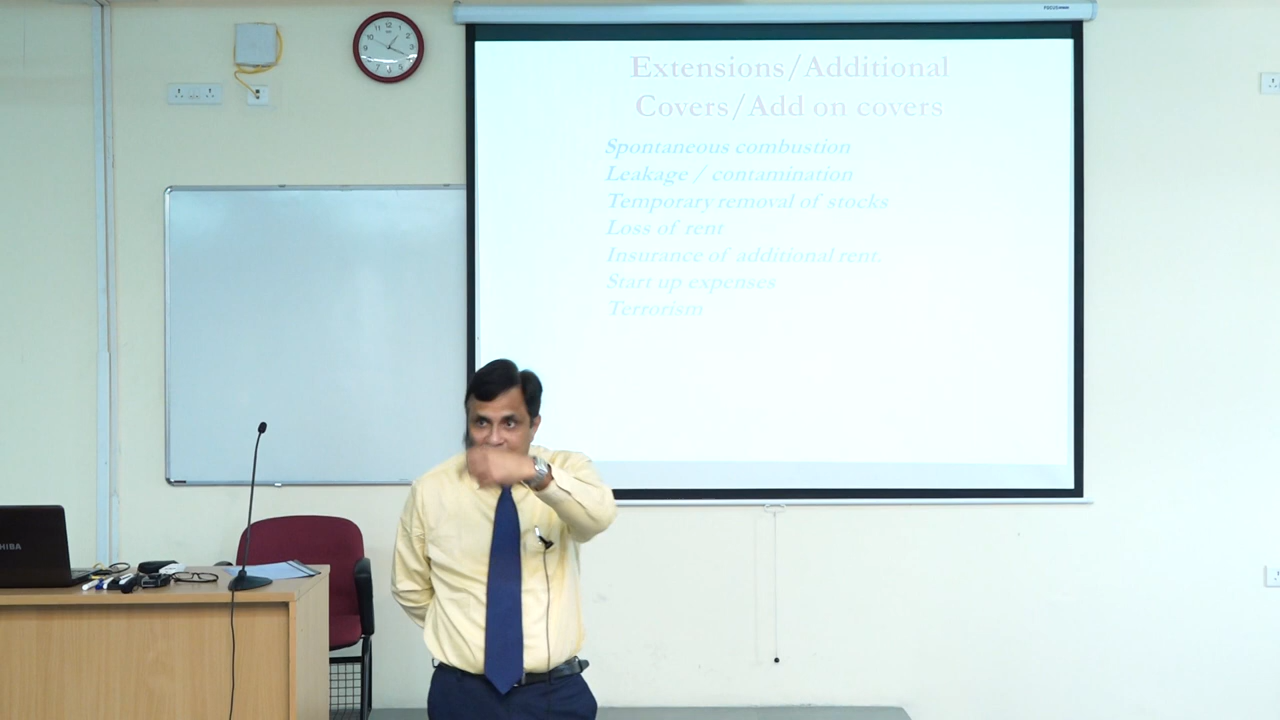 Extensions/Additional
Covers/Add on covers
Spontaneous combustion
Leakage / contamination
Temporary removal of stocks
Loss of rent
Insurance of additional rent.
Start up expenses
Terrorism
HIBA